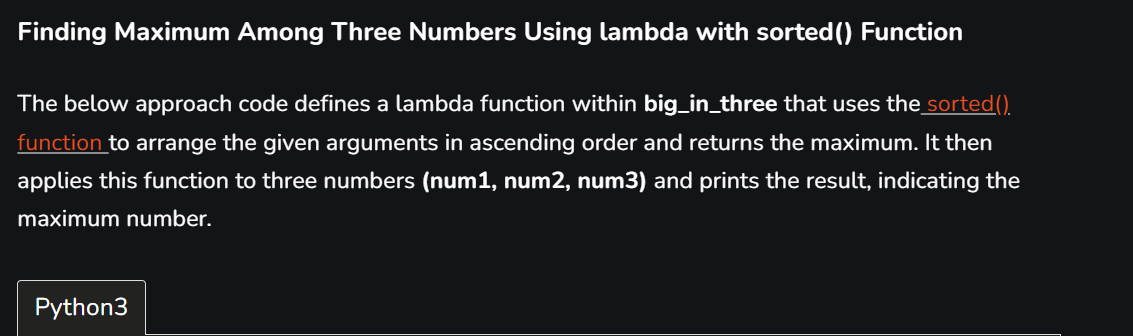 Finding Maximum Among Three Numbers Using lambda with sorted() Function
The below approach code defines a lambda function within big_in_three that uses the sorted()
function to arrange the given arguments in ascending order and returns the maximum. It then
applies this function to three numbers (num1, num2, num3) and prints the result, indicating the
maximum number.
Python3